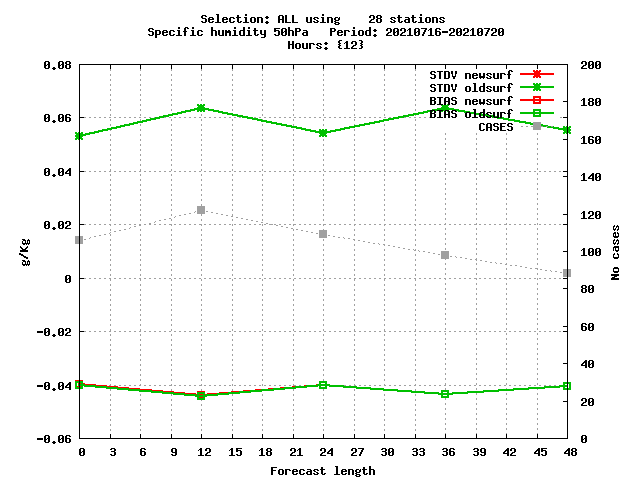 Selection: ALL using    28 stations
Specific humidity 50hPa   Period: 20210716-20210720
Hours: {12}
STDV newsurf
STDV oldsurf
BIAS newsurf
BIAS oldsurf
CASES
0.08
0.06
0.04
0.02
0
-0.02
-0.04
-0.06
g/Kg
200
180
160
140
120
100
80
60
40
20
0
No cases
0 3 6 9 12 15 18 21 24 27 30 33 36 39 42 45 48
Forecast length